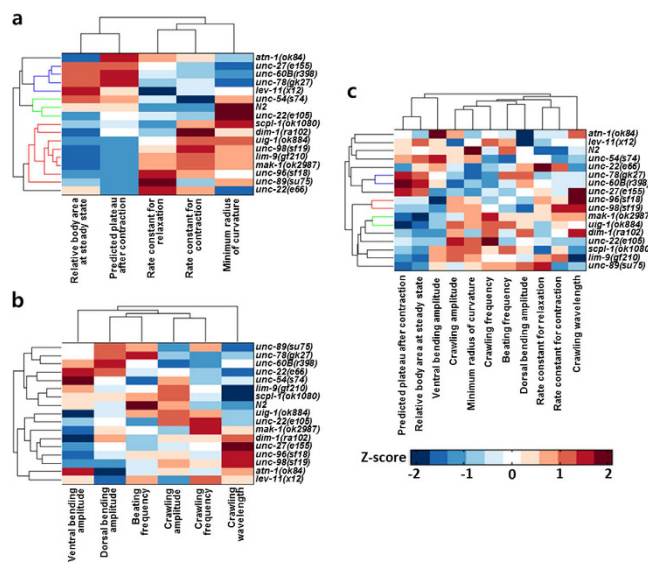 a
atn-1(ok84)
unc-27(e155)
unc-60B(r398)
unc-78(gk27)
lev-11(x12)
unc-54(s74)
N2
unc-22(e105)
scpl-1(ok1080)
dim-1(ra102)
uig-1(ok884)
unc-98(sf19)
lim-9(gf210)
mak-1(ok2987)
unc-96(sf18)
unc-89(su75)
unc-22(e66)
Relative body area
at steady state
Predicted plateau
after contraction
Rate constant for
relaxation
Rate constant for
contraction
Minimum radius
of curvature
b
unc-89(su75)
unc-78(gk27)
unc-60B(r398)
unc-22(e66)
unc-54(s74)
lim-9(gf210)
scpl-1(ok1080)
N2
uig-1(ok884)
unc-22(e105)
mak-1(ok2987)
dim-1(ra102)
unc-27(e155)
unc-96(sf18)
unc-98(sf19)
atn-1(ok84)
lev-11(x12)
Ventral bending
amplitude
Dorsal bending
amplitude
Beating
frequency
Crawling
amplitude
Crawling
frequency
Crawling
wavelength
c
atn-1(ok84)
lev-11(x12)
N2
unc-54(s74)
unc-22(e66)
unc-78(gk27)
unc-60B(r398)
unc-27(e155)
unc-96(sf18)
unc-98(sf19)
mak-1(ok2987)
uig-1(ok884)
dim-1(ra102)
unc-22(e105)
scpl-1(ok1080)
lim-9(gf210)
unc-89(su75)
Predicted plateau after contraction
Relative body area at steady state
Ventral bending amplitude
Crawling amplitude
Minimum radius of curvature
Crawling frequency
Beating frequency
Dorsal bending amplitude
Rate constant for relaxation
Rate constant for contraction
Crawling wavelength
Z-score
-2 -1 0 1 2